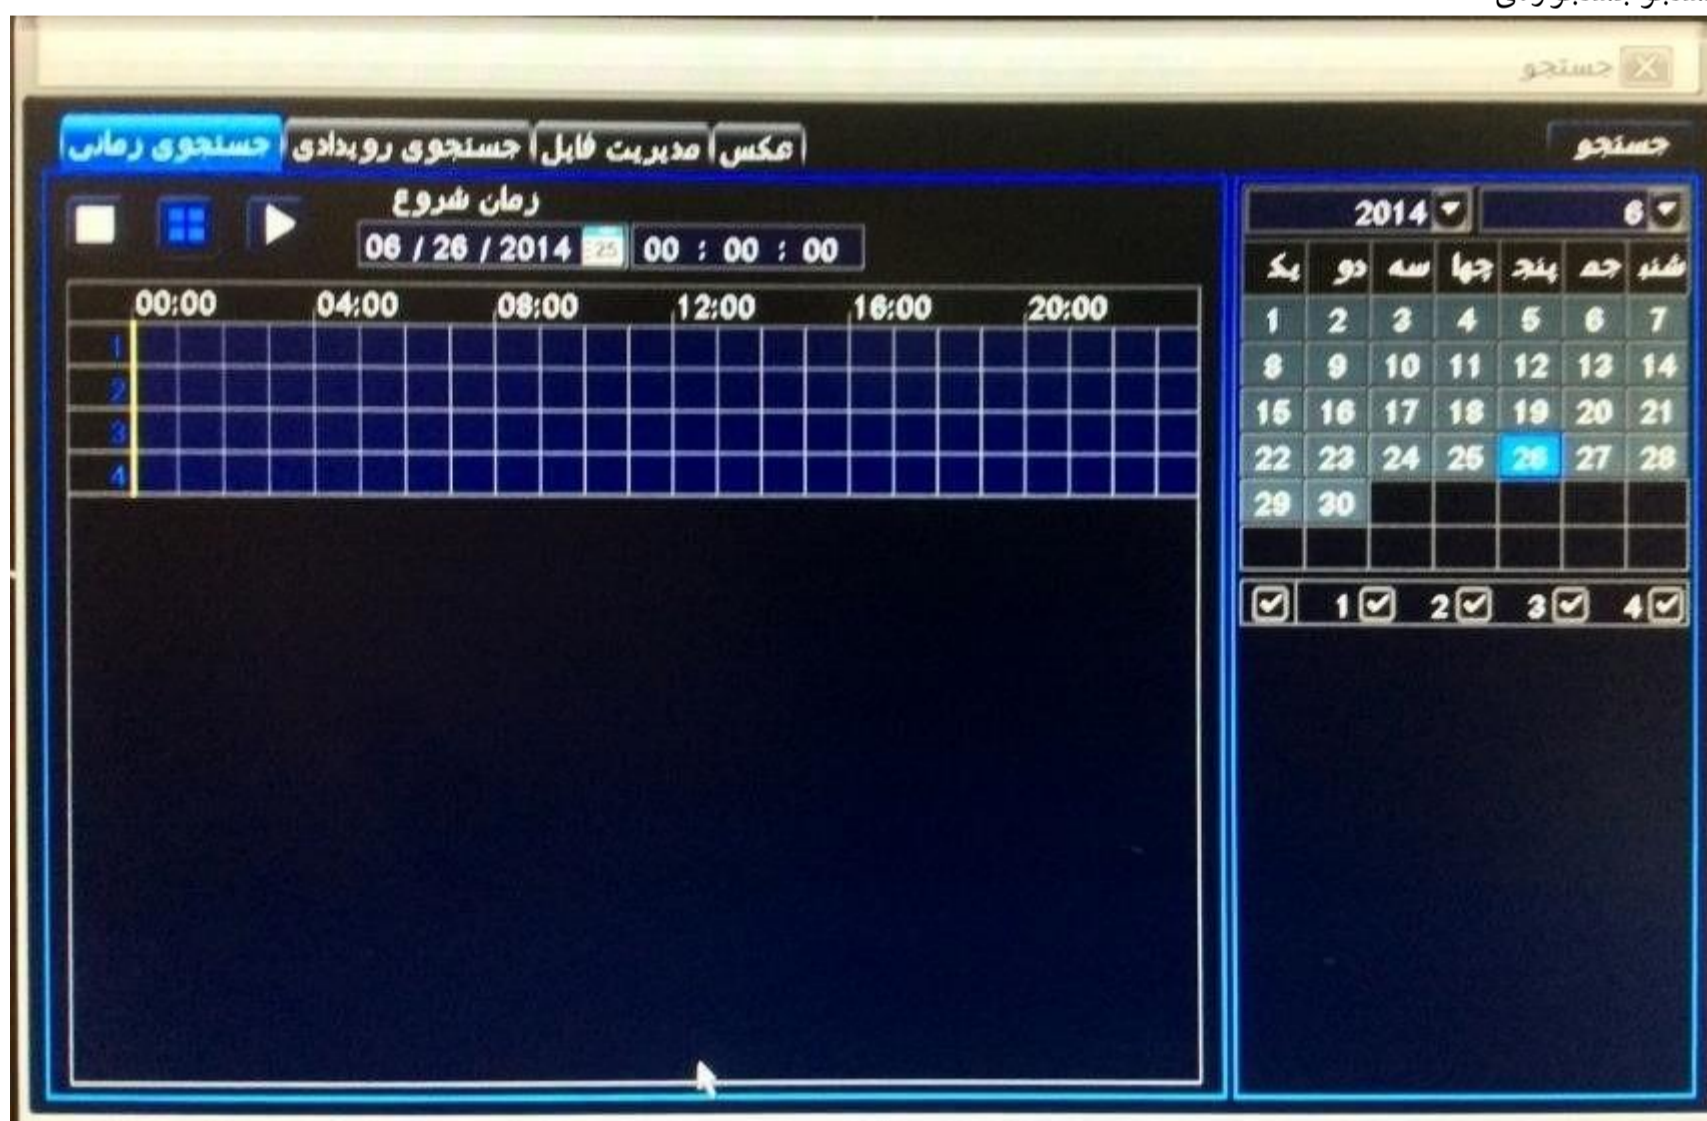 جستجو
جستجوی زمانی جستجوی رویدادی مدیریت فایل عکس
جستجو
زمان شروع
06 / 26 / 2014 25 00 : 00 : 00
00:00 04:00 08:00 12:00 16:00 20:00
1
2
3
4
2014 6
یک دو سه چها پنج جم شنب
1 2 3 4 5 6 7
8 9 10 11 12 13 14
15 16 17 18 19 20 21
22 23 24 25 26 27 28
29 30
1 2 3 4